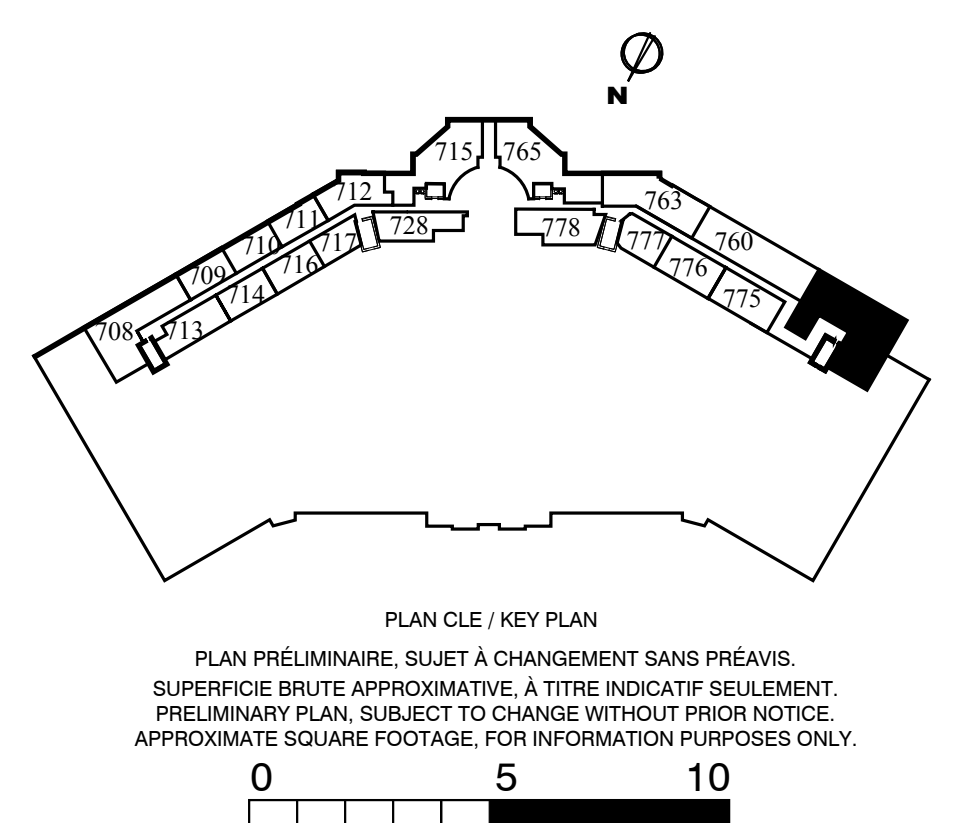 N
715 765
712 763
711 728 778
710 717 777 760
709 716 776
714 775
708 713
PLAN CLE / KEY PLAN
PLAN PRÉLIMINAIRE, SUJET À CHANGEMENT SANS PRÉAVIS.
SUPERFICIE BRUTE APPROXIMATIVE, À TITRE INDICATIF SEULEMENT.
PRELIMINARY PLAN, SUBJECT TO CHANGE WITHOUT PRIOR NOTICE.
APPROXIMATE SQUARE FOOTAGE, FOR INFORMATION PURPOSES ONLY.
0 5 10